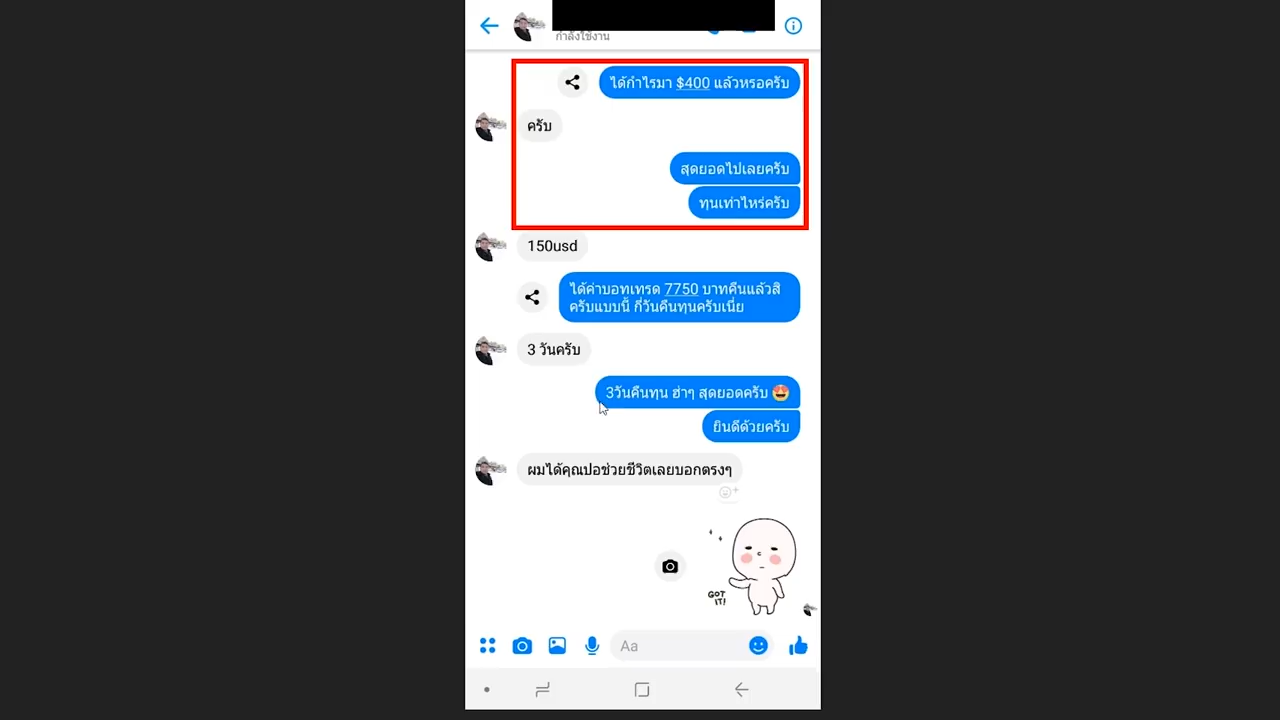 กำลังใช้งาน
ได้กำไรมา $400 แล้วหรอครับ
ครับ
สุดยอดไปเลยครับ
ทุนเท่าไหร่ครับ
150usd
ได้ค่าบอทเทรด 7750 บาทคืนแล้วสิ
ครับแบบนี้ กี่วันคืนทุนครับเนี่ย
3 วันครับ
3วันคืนทุน ฮ่าๆ สุดยอดครับ 🤩
ยินดีด้วยครับ
ผมได้คุณปอช่วยชีวิตเลยบอกตรงๆ
GOT
IT!
Aa